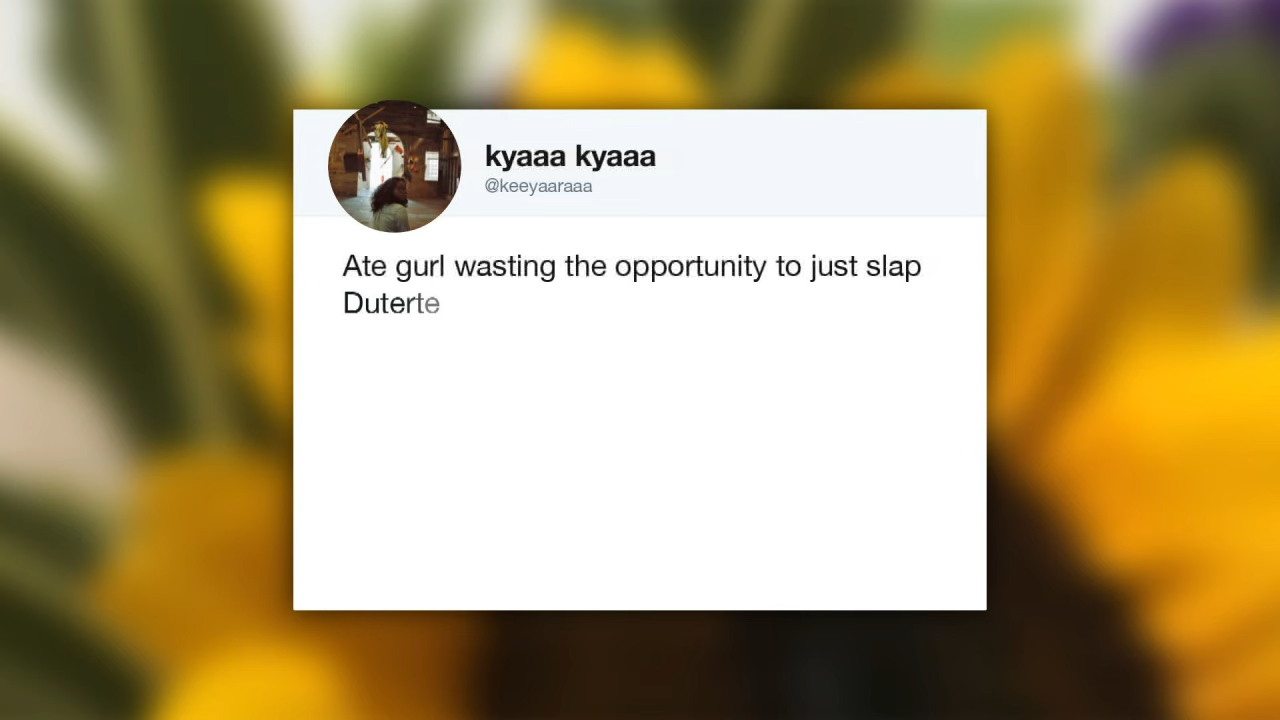 kyaaa kyaaa
@keeyaaraaa
Ate gurl wasting the opportunity to just slap
Duterte